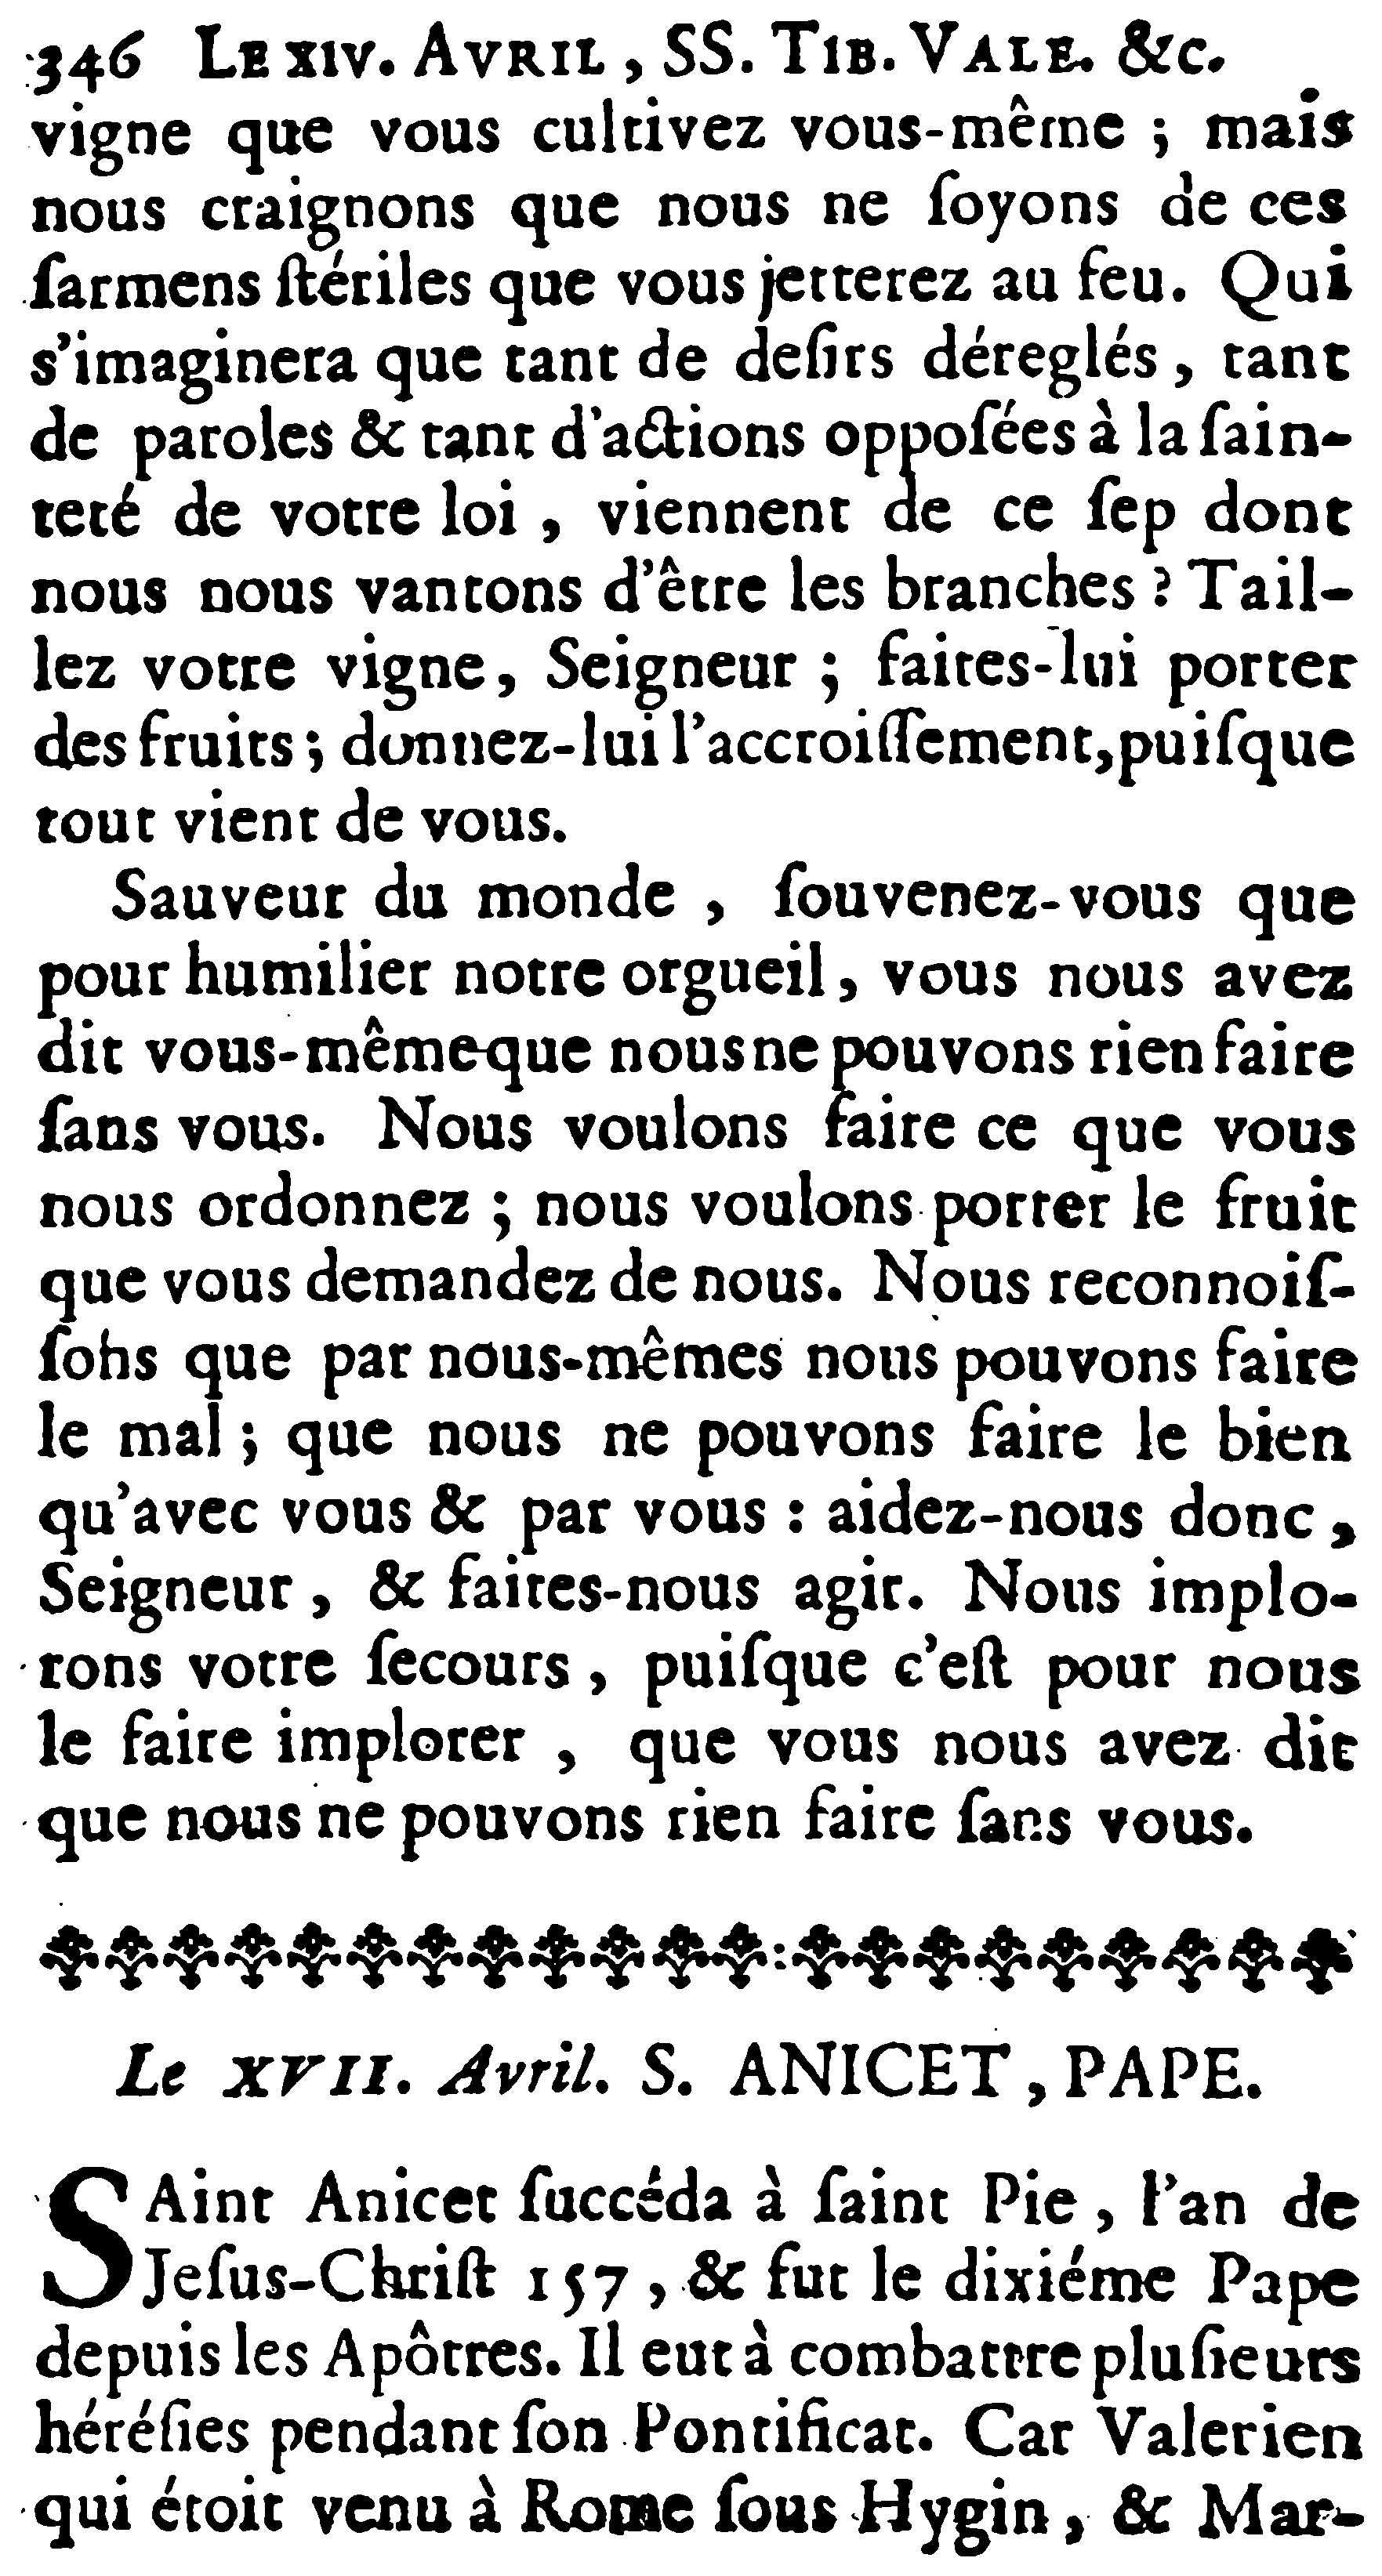 346 LE XIV. AVRIL, SS. TIB. VALE. &c.
vigne que vous cultivez vous-même ; mais
nous craignons que nous ne ſoyons de ces
ſarmens ſtériles que vous jetterez au feu. Qui
s'imaginera que tant de deſirs déreglés, tant
de paroles & tant d'actions oppoſées à la ſain-
teté de votre loi, viennent de ce ſep dont
nous nous vantons d'être les branches ? Tail-
lez votre vigne, Seigneur ; faites-lui porter
des fruits ; donnez-lui l'accroiſſement, puiſque
tout vient de vous.
Sauveur du monde, ſouvenez-vous que
pour humilier notre orgueil, vous nous avez
dit vous-même que nous ne pouvons rien faire
ſans vous. Nous voulons faire ce que vous
nous ordonnez ; nous voulons porter le fruit
que vous demandez de nous. Nous reconnoiſ-
ſons que par nous-mêmes nous pouvons faire
le mal ; que nous ne pouvons faire le bien
qu'avec vous & par vous : aidez-nous donc,
Seigneur, & faites-nous agir. Nous implo-
rons votre ſecours, puiſque c'eſt pour nous
le faire implorer, que vous nous avez dit
que nous ne pouvons rien faire ſans vous.
Le XVII. Avril. S. ANICET, PAPE.
SAint Anicet ſuccéda à ſaint Pie, l'an de
Jeſus-Chriſt 157, & fut le dixiéme Pape
depuis les Apôtres. Il eut à combattre pluſieurs
héréſies pendant ſon Pontificat. Car Valerien
qui étoit venu à Rome ſous Hygin, & Mar-